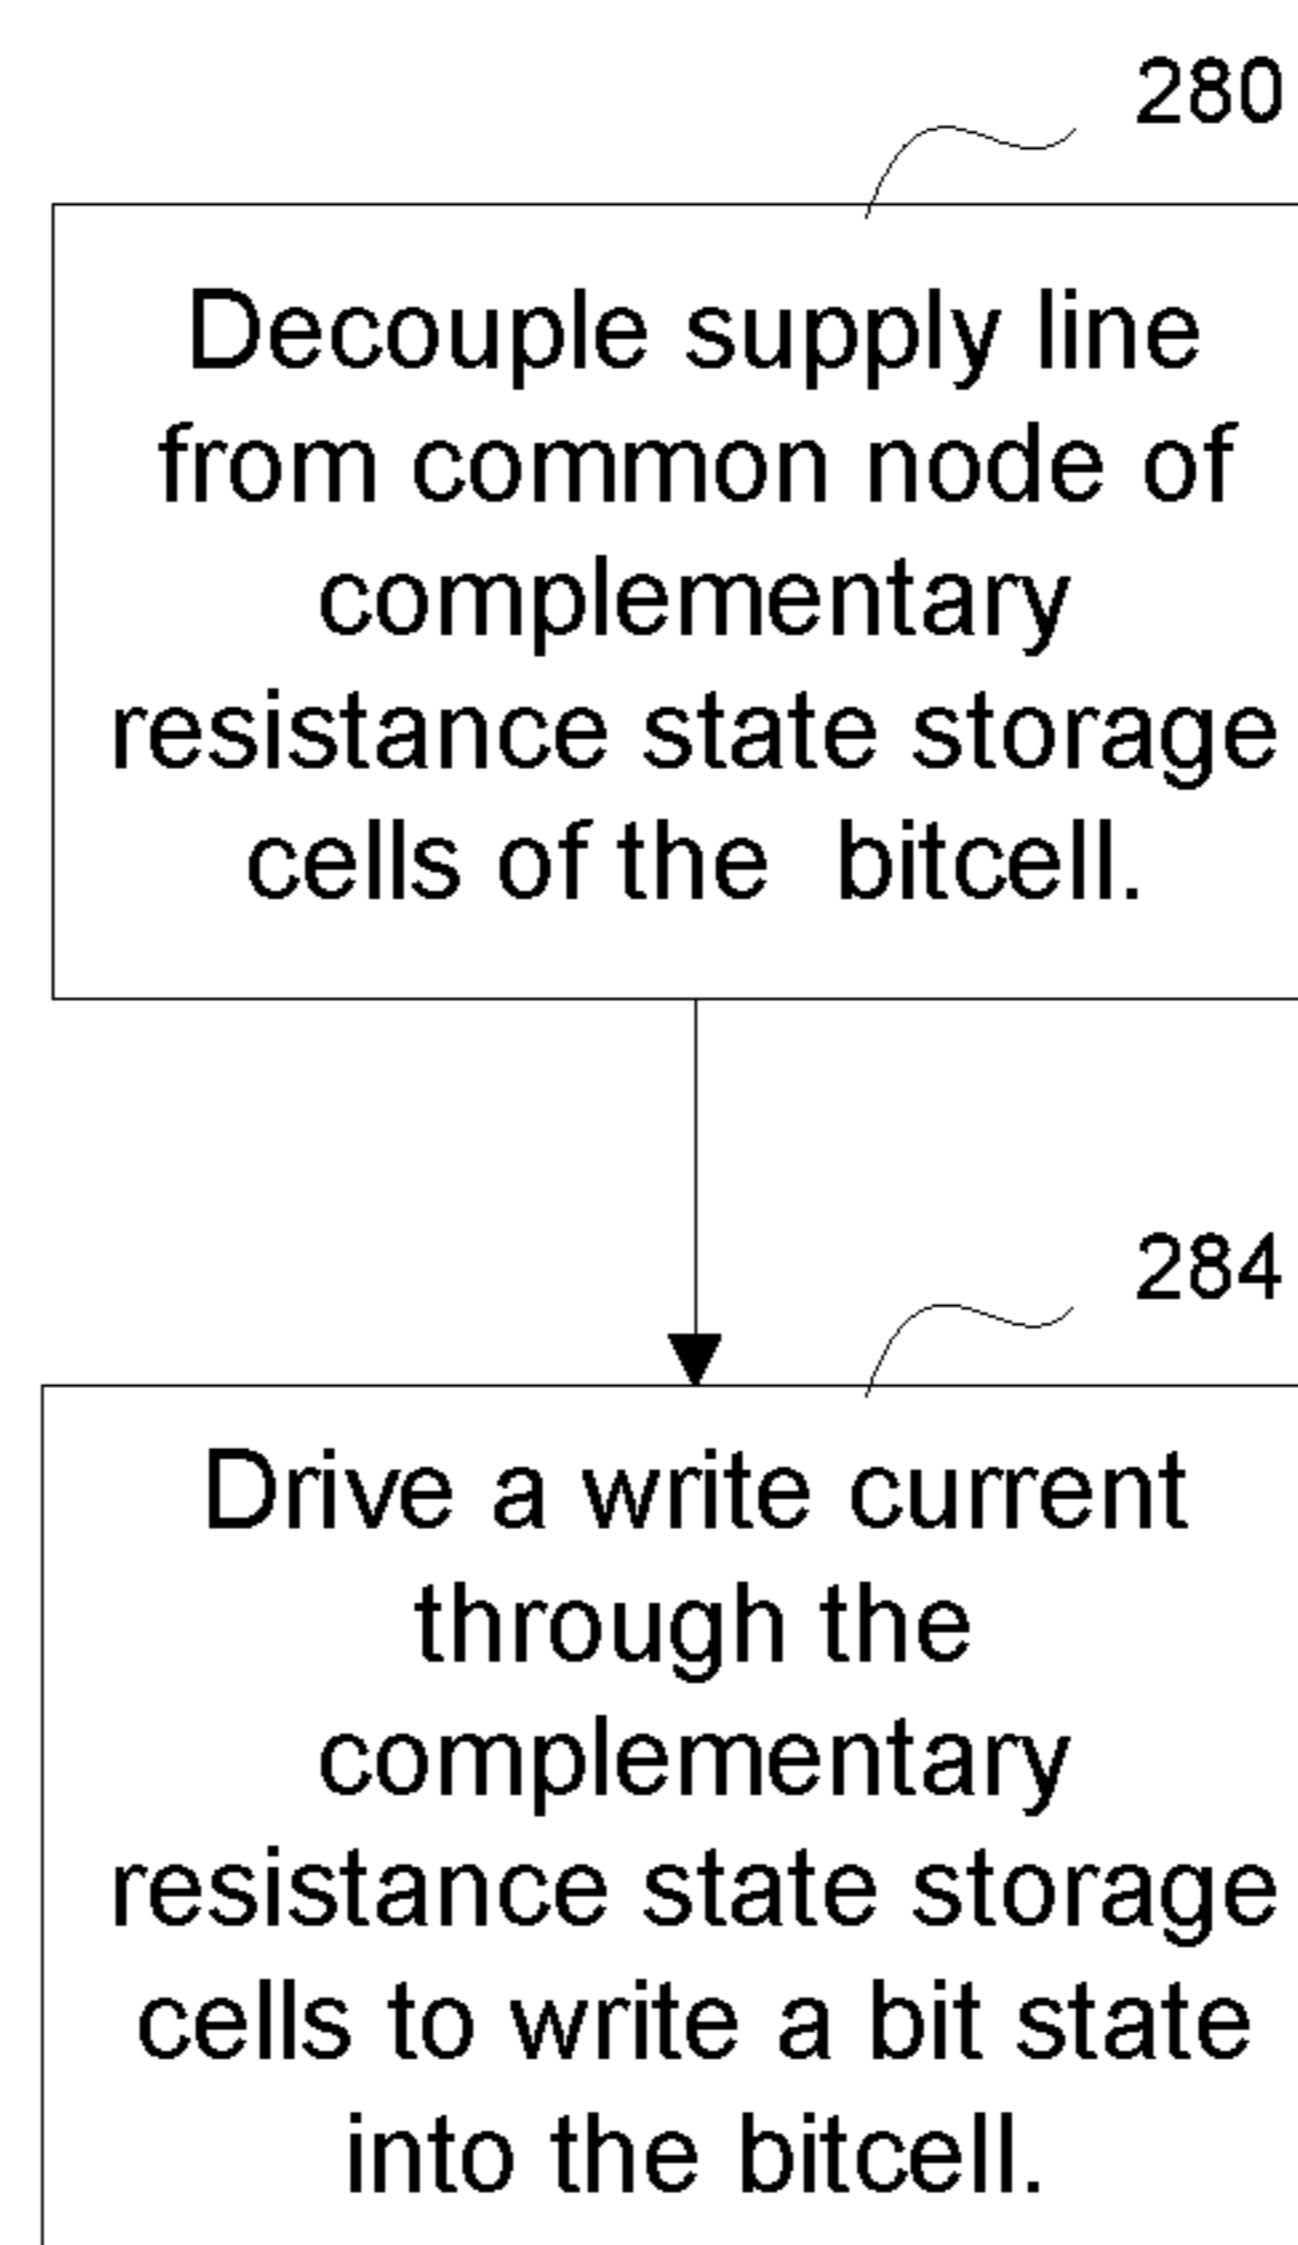 280
Decouple supply line
from common node of
complementary
resistance state storage
cells of the  bitcell.
284
Drive a write current
through the
complementary
resistance state storage
cells to write a bit state
into the bitcell.